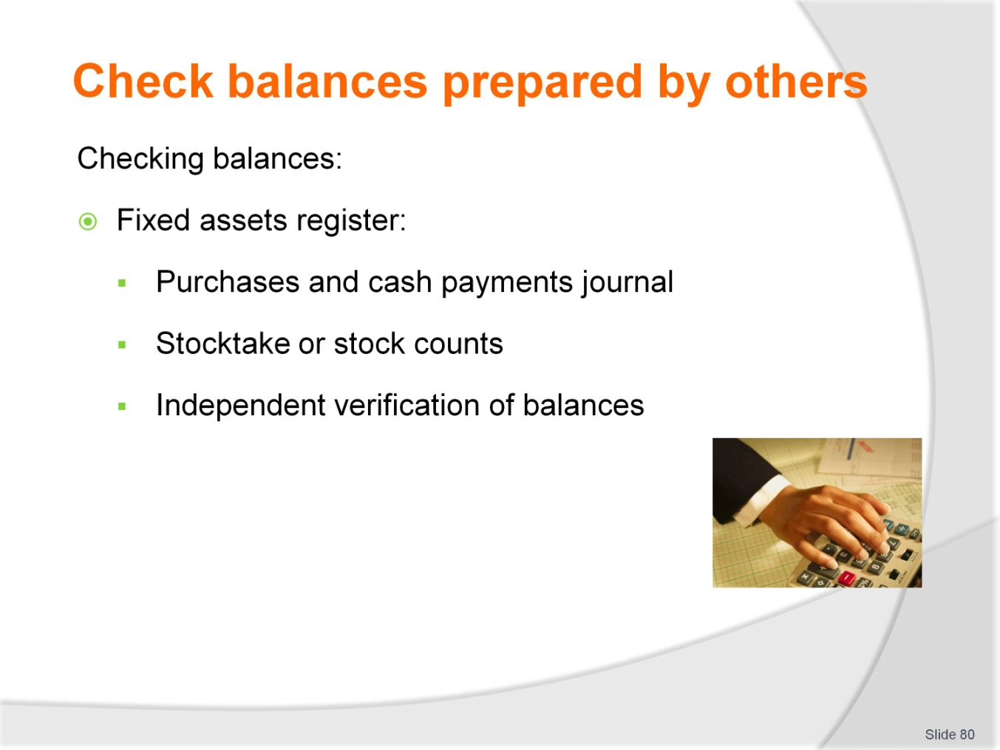 Check balances prepared by others
Checking balances:
Fixed assets register:
Purchases and cash payments journal
Stocktake or stock counts
Independent verification of balances
Slide 80